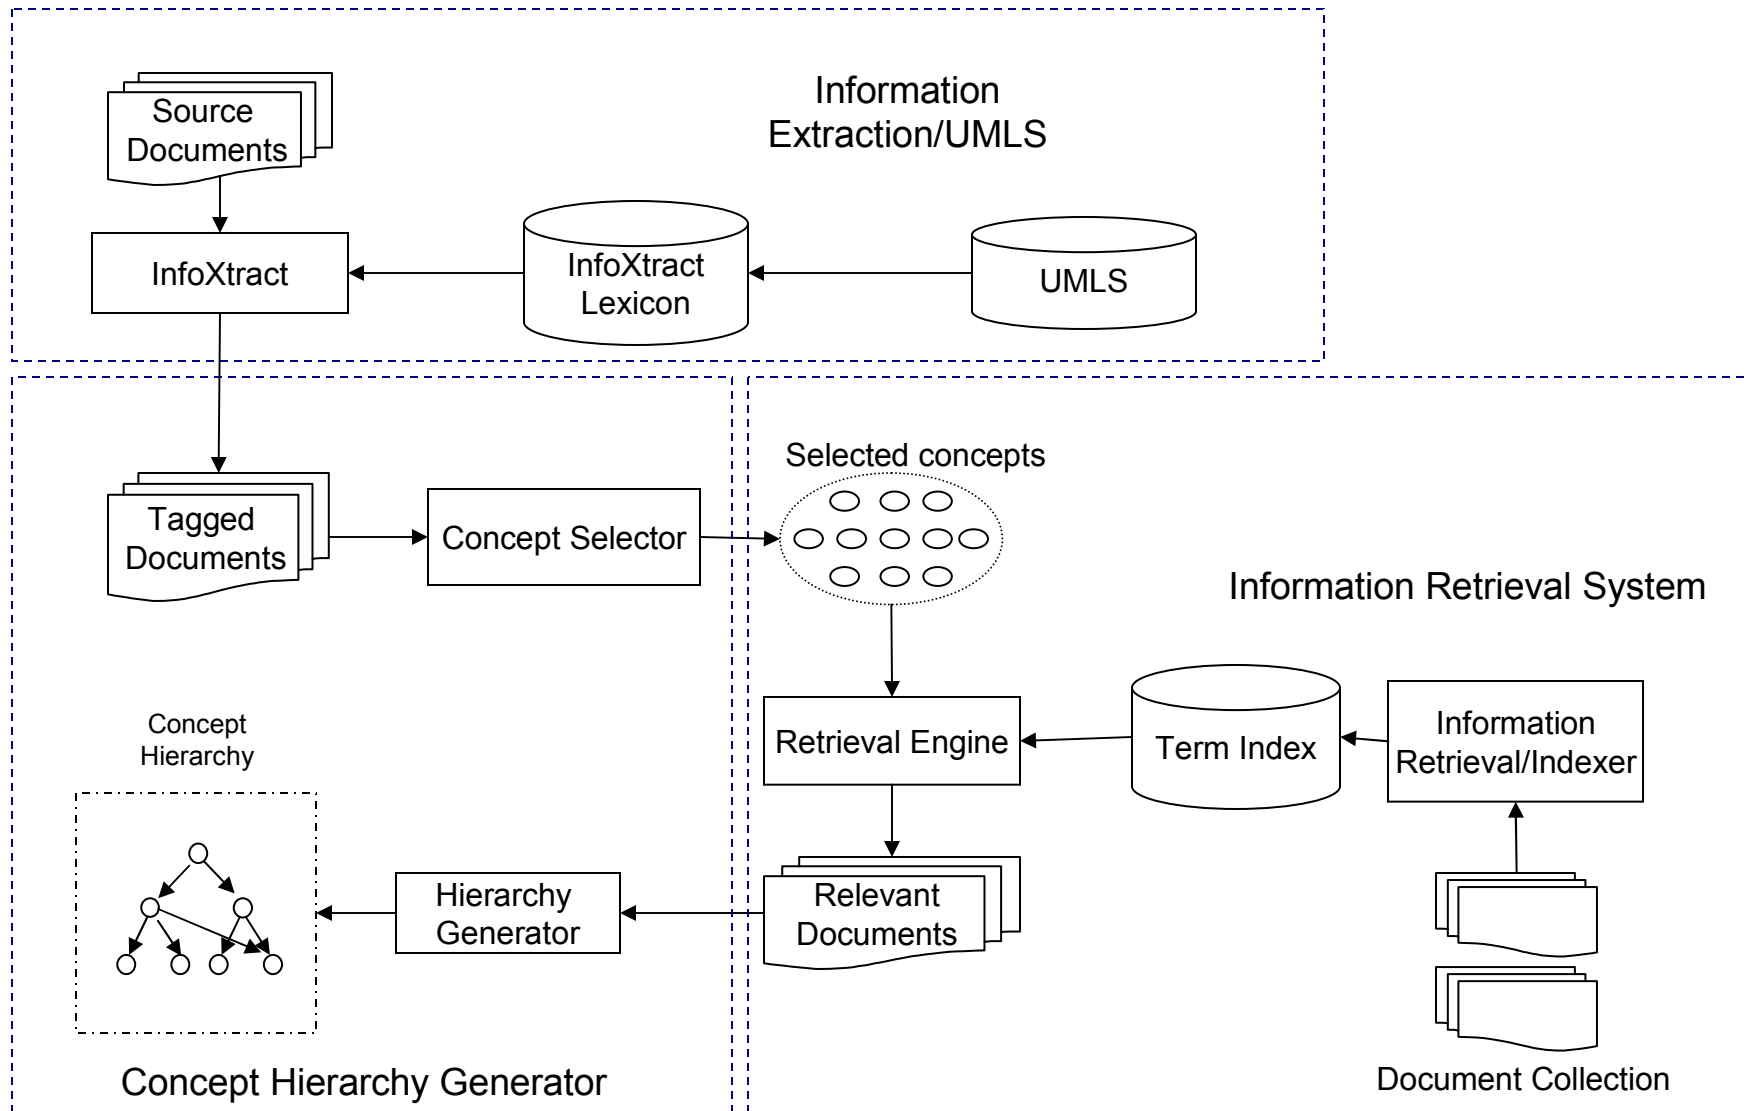 Information
Extraction/UMLS
Source
Documents
InfoXtract
InfoXtract
Lexicon
UMLS
Selected concepts
Tagged
Documents
Concept Selector
Information Retrieval System
Concept
Hierarchy
Retrieval Engine
Term Index
Information
Retrieval/Indexer
Hierarchy
Generator
Relevant
Documents
Concept Hierarchy Generator
Document Collection